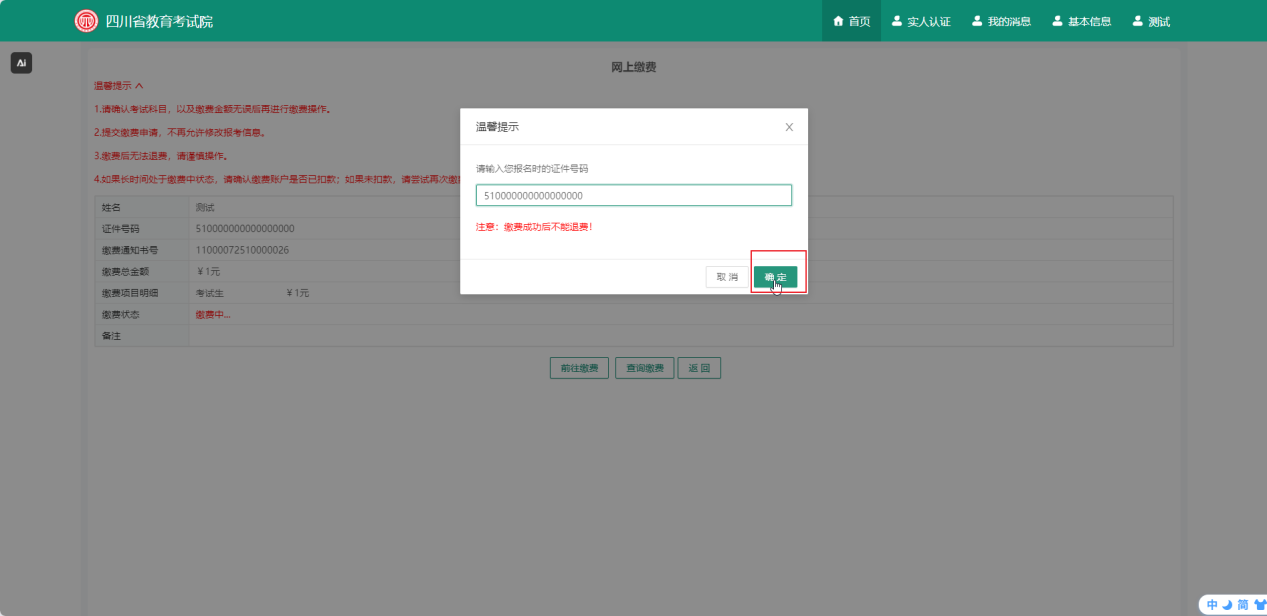 四川省教育考试院
首页 实人认证 我的消息 基本信息 测试
Ai
网上缴费
温馨提示
1.请确认考试科目，以及缴费金额无误后再进行缴费操作。
2.提交缴费申请，不再允许修改报考信息。
3.缴费后无法退费，请谨慎操作。
4.如果长时间处于缴费中状态，请确认缴费账户是否已扣款；如果未扣款，请尝试再次缴
温馨提示
请输入您报名时的证件号码
510000000000000000
注意：缴费成功后不能退费！
取 消 确 定
姓名 测试
证件号码 510000000000000000
缴费通知书号 11000072510000026
缴费总金额 ￥1元
缴费项目明细 考试生 ￥1元
缴费状态 缴费中...
备注
前往缴费 查询缴费 返 回
中 简